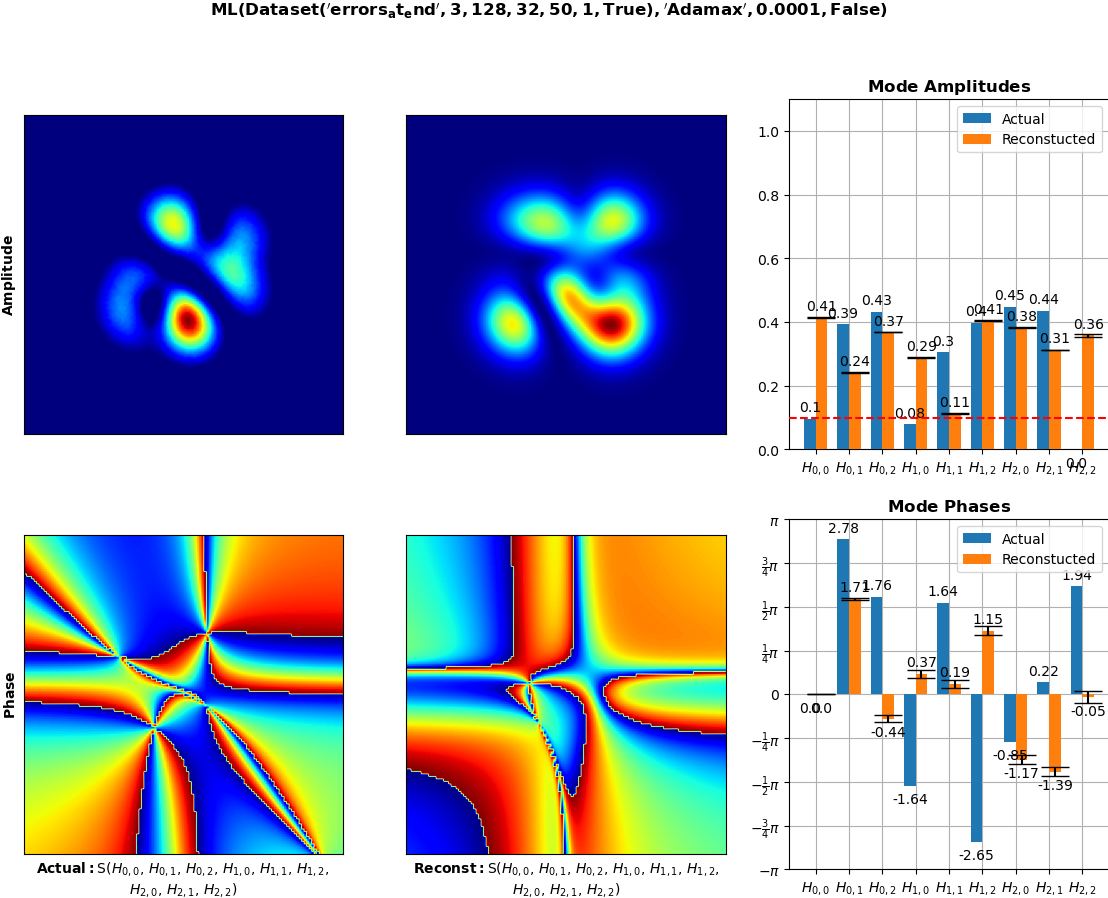 ML(Dataset('errors_at_end', 3, 128, 32, 50, 1, True), 'Adamax', 0.0001, False)
Amplitude
Mode Amplitudes
Actual
Reconstucted
1.0
0.8
0.6
0.4
0.2
0.0
0.1
0.41
0.39
0.24
0.43
0.37
0.08
0.29
0.3
0.11
0.4
0.41
0.45
0.38
0.44
0.31
0.0
0.36
H0,0 H0,1 H0,2 H1,0 H1,1 H1,2 H2,0 H2,1 H2,2
Phase
Mode Phases
Actual
Reconstucted
π
3/4π
1/2π
1/4π
0
−1/4π
−1/2π
−3/4π
−π
0.0
0.0
2.78
1.71
1.76
-0.44
-1.64
0.37
1.64
0.19
-2.65
1.15
-0.85
-1.17
0.22
-1.39
1.94
-0.05
H0,0 H0,1 H0,2 H1,0 H1,1 H1,2 H2,0 H2,1 H2,2
Actual: S(H0,0, H0,1, H0,2, H1,0, H1,1, H1,2,
H2,0, H2,1, H2,2)
Reconst: S(H0,0, H0,1, H0,2, H1,0, H1,1, H1,2,
H2,0, H2,1, H2,2)